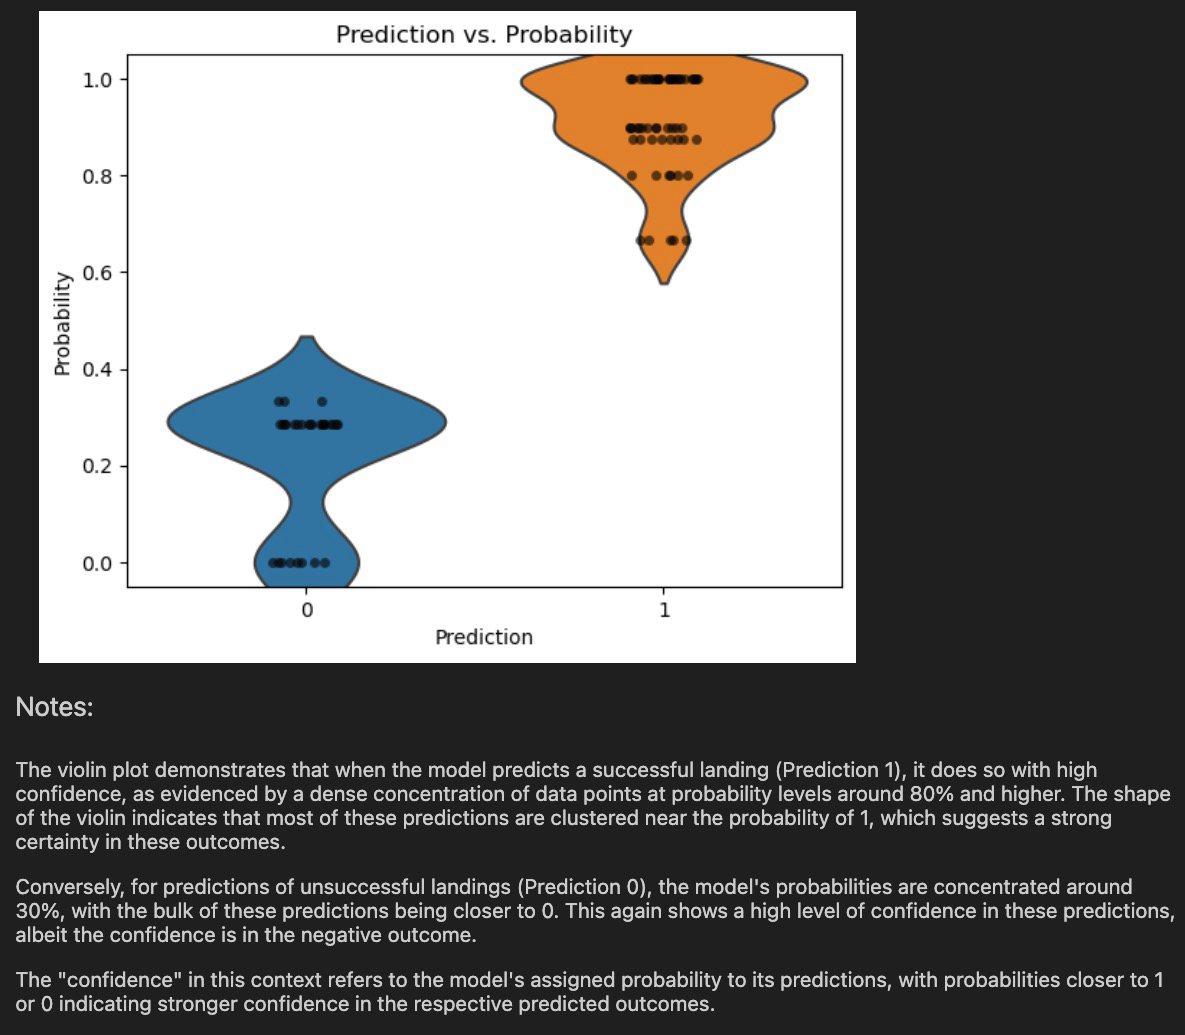 Prediction vs. Probability
1.0
0.8
0.6
0.4
0.2
0.0
Probability
0
1
Prediction
Notes:
The violin plot demonstrates that when the model predicts a successful landing (Prediction 1), it does so with high
confidence, as evidenced by a dense concentration of data points at probability levels around 80% and higher. The shape
of the violin indicates that most of these predictions are clustered near the probability of 1, which suggests a strong
certainty in these outcomes.
Conversely, for predictions of unsuccessful landings (Prediction 0), the model's probabilities are concentrated around
30%, with the bulk of these predictions being closer to 0. This again shows a high level of confidence in these predictions,
albeit the confidence is in the negative outcome.
The "confidence" in this context refers to the model's assigned probability to its predictions, with probabilities closer to 1
or 0 indicating stronger confidence in the respective predicted outcomes.